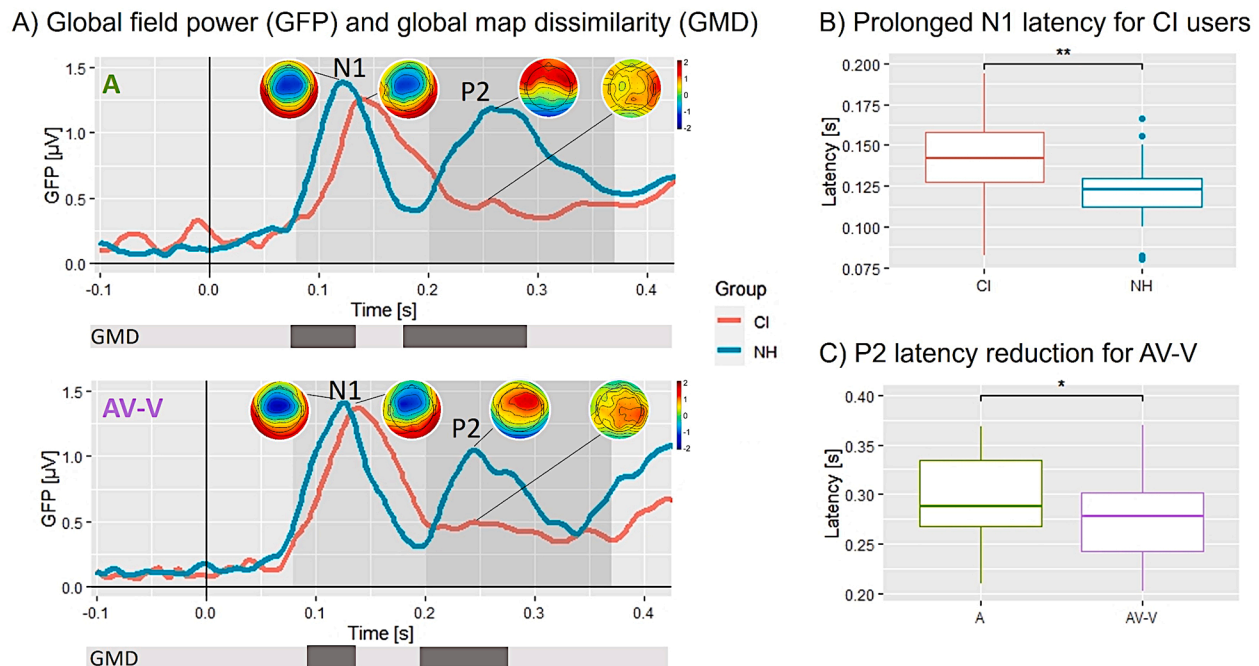 A) Global field power (GFP) and global map dissimilarity (GMD)
A
N1
P2
GFP [µV]
1.5
1.0
0.5
0.0
2
1
0
-1
-2
-0.1
0.0
0.1
0.2
0.3
0.4
Time [s]
GMD
AV-V
N1
P2
GFP [µV]
1.5
1.0
0.5
0.0
2
1
0
-1
-2
-0.1
0.0
0.1
0.2
0.3
0.4
Time [s]
GMD
Group
CI
NH
B) Prolonged N1 latency for CI users
**
Latency [s]
0.200
0.175
0.150
0.125
0.100
0.075
CI
NH
C) P2 latency reduction for AV-V
*
Latency [s]
0.40
0.35
0.30
0.25
0.20
A
AV-V